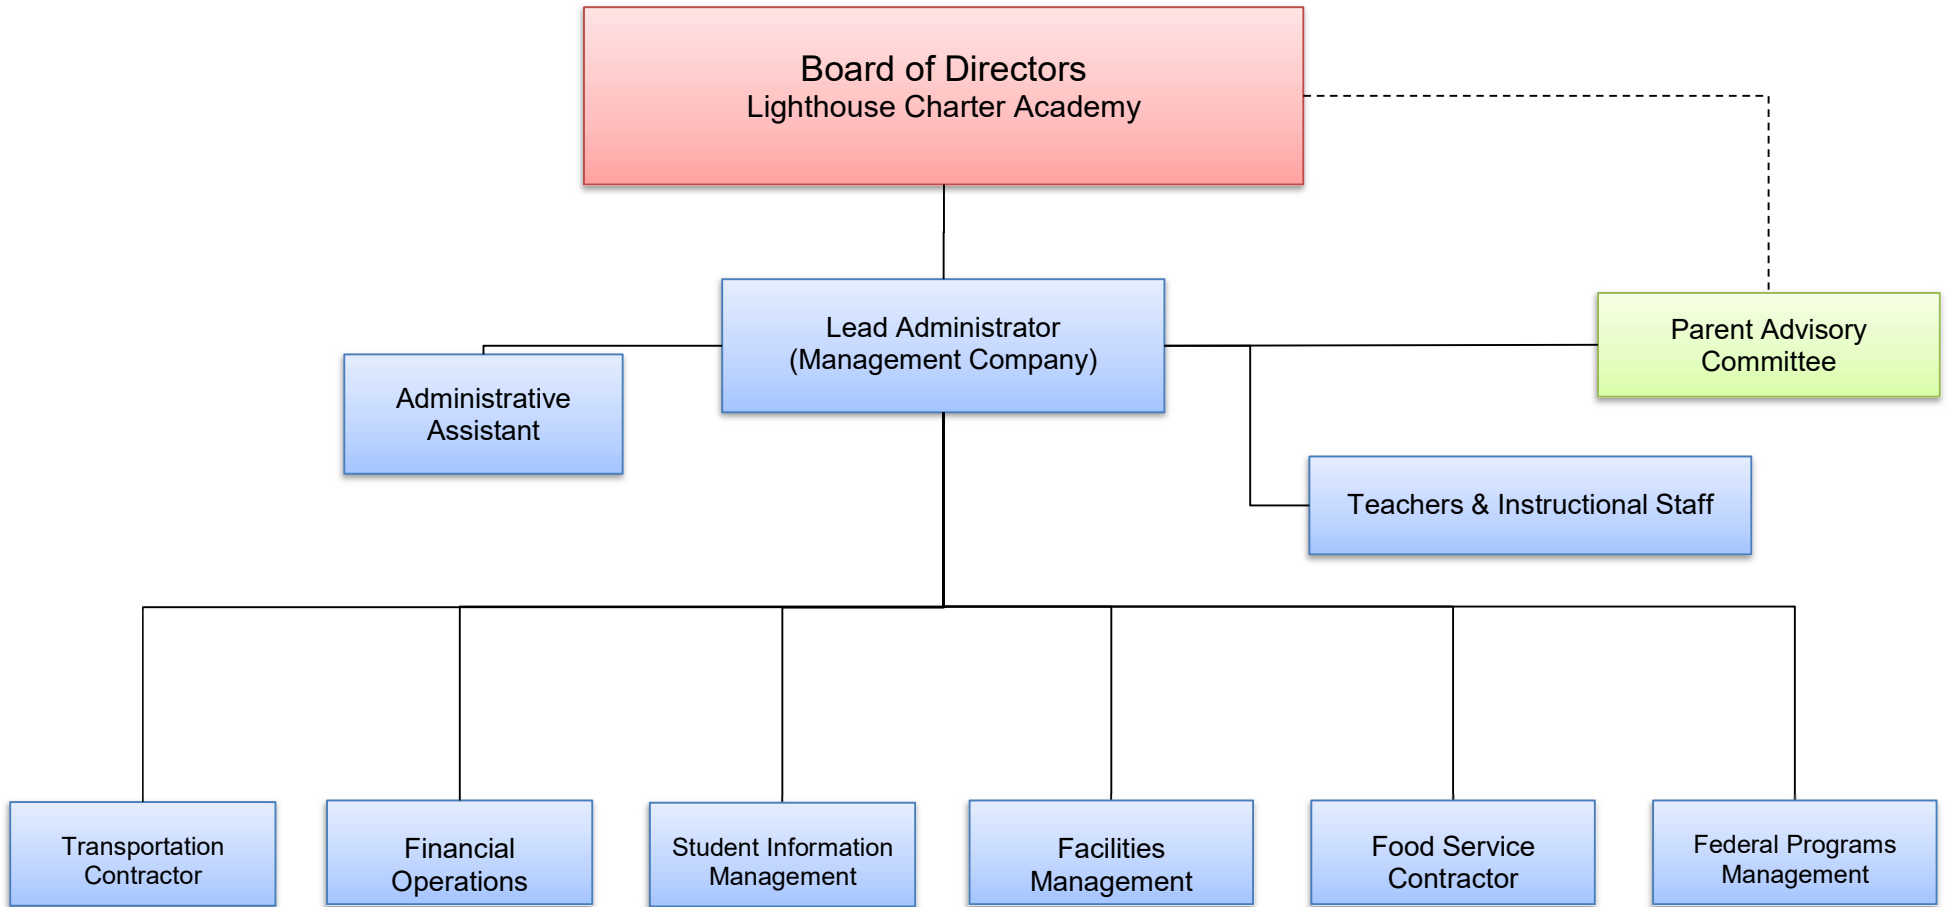 Board of Directors
Lighthouse Charter Academy
Lead Administrator
(Management Company)
Parent Advisory
Committee
Administrative
Assistant
Teachers & Instructional Staff
Transportation
Contractor
Financial
Operations
Student Information
Management
Facilities
Management
Food Service
Contractor
Federal Programs
Management